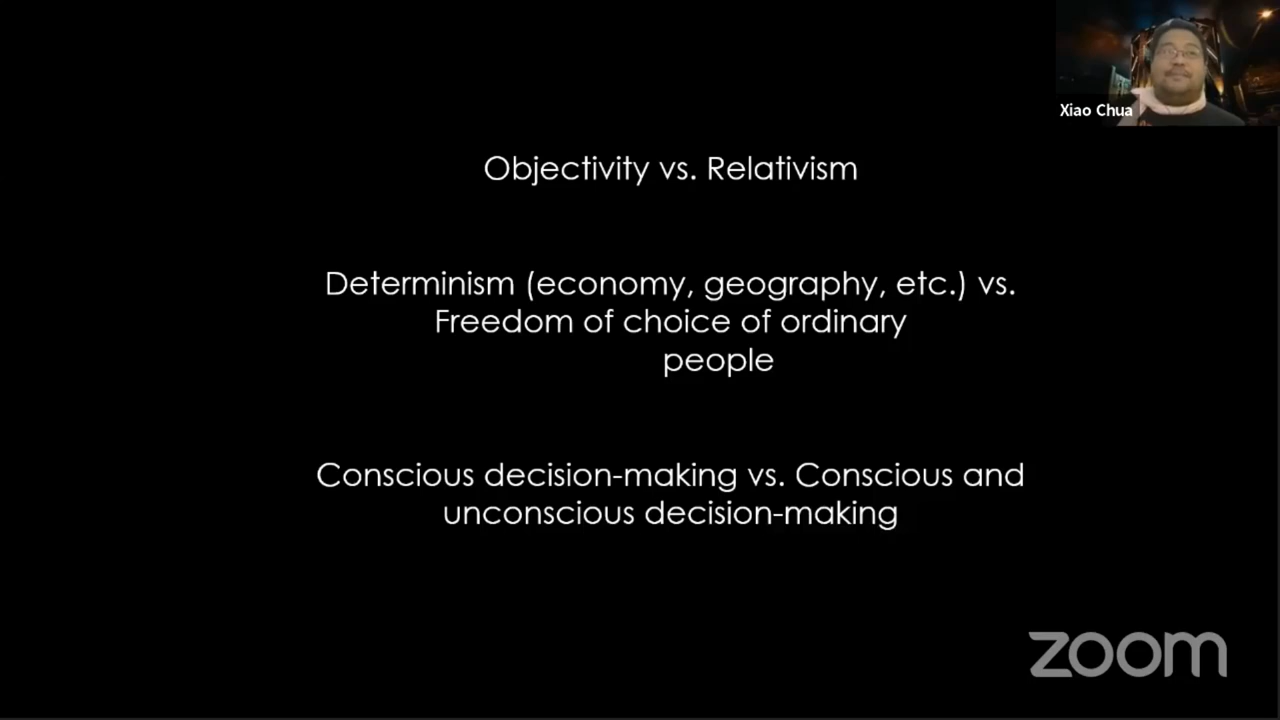 Xiao Chua
Objectivity vs. Relativism
Determinism (economy, geography, etc.) vs.
Freedom of choice of ordinary
people
Conscious decision-making vs. Conscious and
unconscious decision-making
zoom